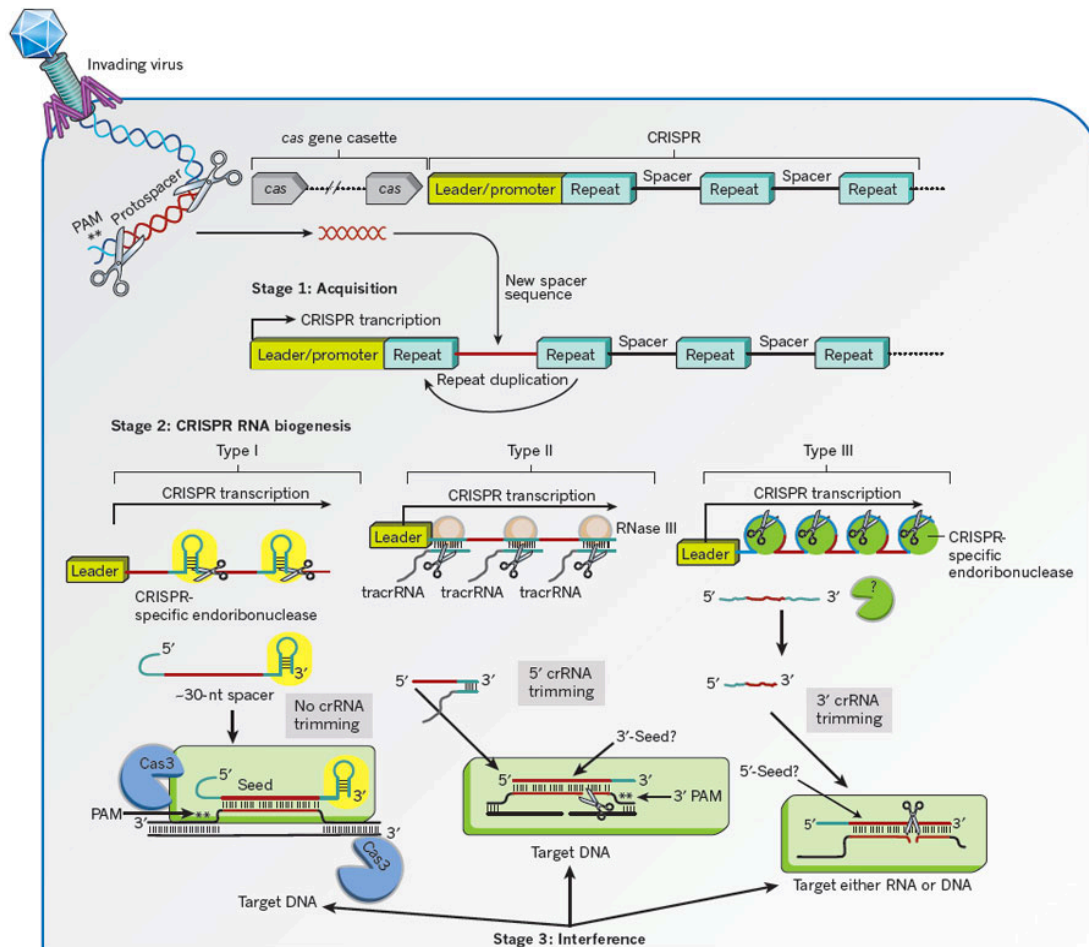 Invading virus
cas gene casette
CRISPR
cas
cas
Leader/promoter
Repeat
Spacer
Repeat
Spacer
Repeat
PAM
**
Protospacer
New spacer
sequence
Stage 1: Acquisition
CRISPR trancription
Leader/promoter
Repeat
Repeat
Spacer
Repeat
Spacer
Repeat
Repeat duplication
Stage 2: CRISPR RNA biogenesis
Type I
CRISPR transcription
Leader
CRISPR-
specific endoribonuclease
5′
3′
~30-nt spacer
No crRNA
trimming
Cas3
5′
Seed
3′
PAM
**
3′
3′
Cas3
Target DNA
Type II
CRISPR transcription
Leader
RNase III
tracrRNA
tracrRNA
tracrRNA
5′
3′
5′ crRNA
trimming
3′-Seed?
5′
3′
**
3′ PAM
Target DNA
Type III
CRISPR transcription
Leader
CRISPR-
specific
endoribonuclease
5′
3′
?
5′
3′
3′ crRNA
trimming
5′-Seed?
5′
3′
Target either RNA or DNA
Stage 3: Interference